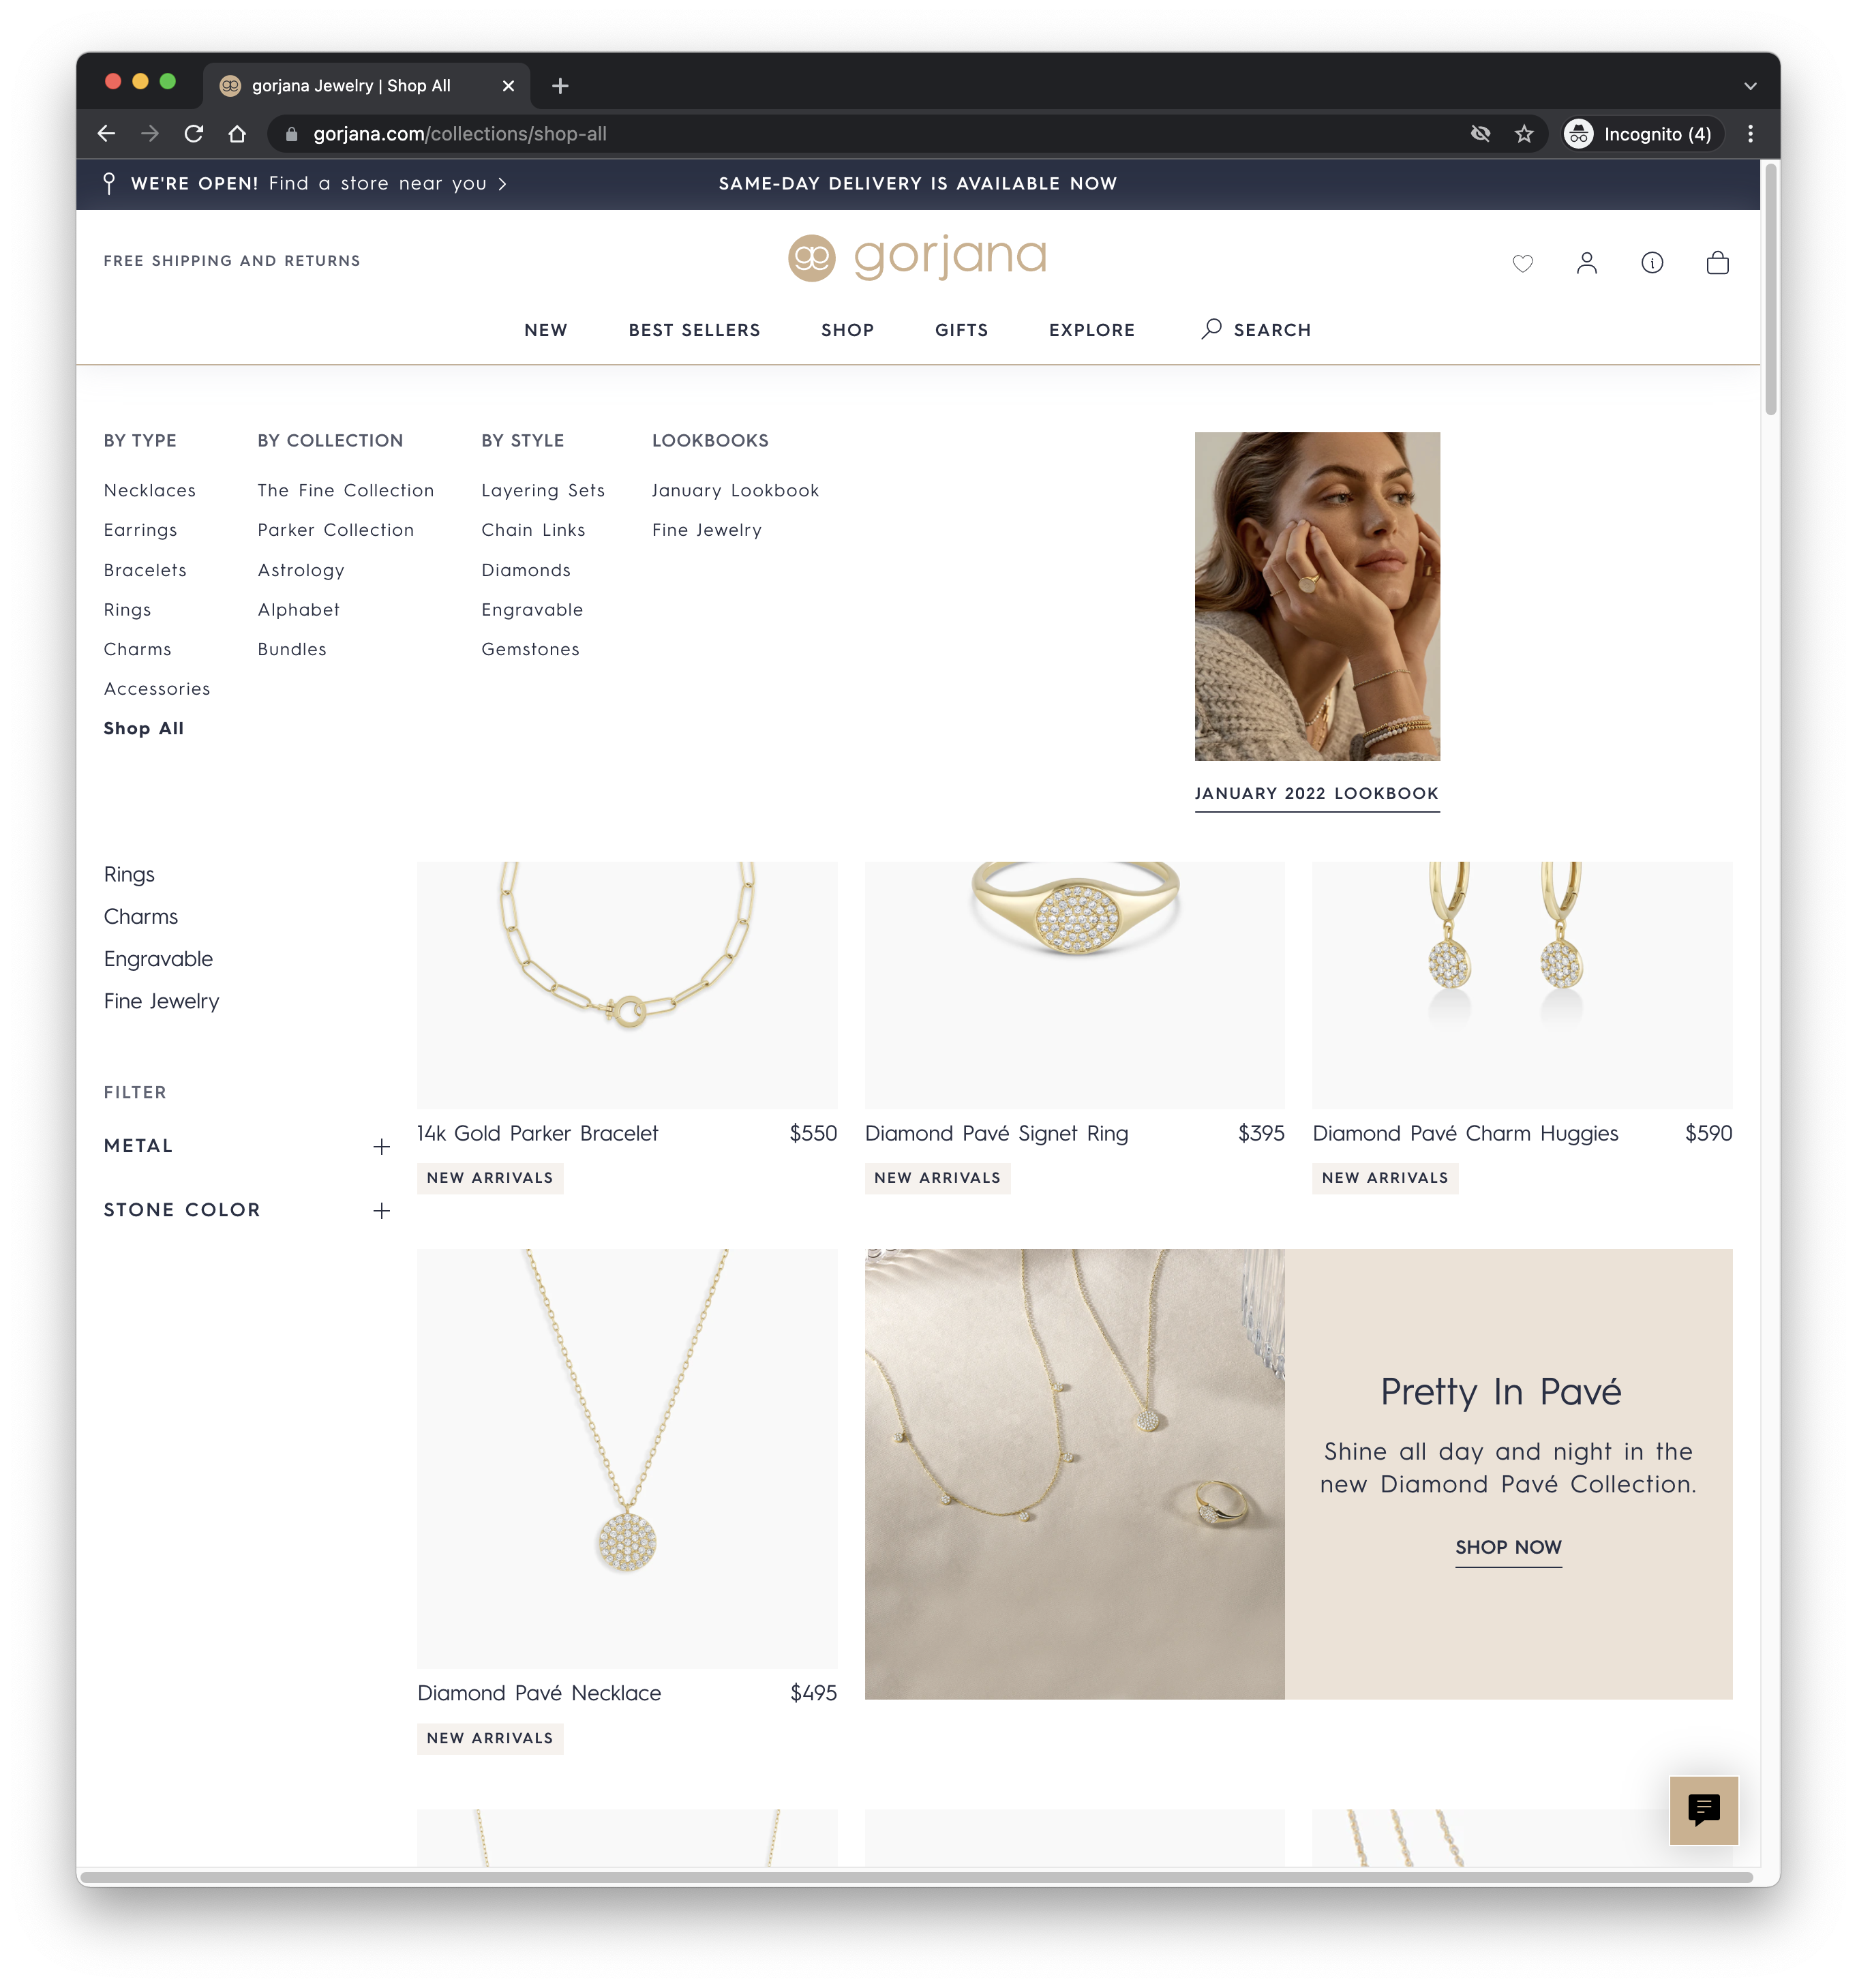 gorjana Jewelry | Shop All
gorjana.com/collections/shop-all
Incognito (4)
WE'RE OPEN! Find a store near you >
SAME-DAY DELIVERY IS AVAILABLE NOW
FREE SHIPPING AND RETURNS
gorjana
NEW
BEST SELLERS
SHOP
GIFTS
EXPLORE
SEARCH
BY TYPE
Necklaces
Earrings
Bracelets
Rings
Charms
Accessories
Shop All
BY COLLECTION
The Fine Collection
Parker Collection
Astrology
Alphabet
Bundles
BY STYLE
Layering Sets
Chain Links
Diamonds
Engravable
Gemstones
LOOKBOOKS
January Lookbook
Fine Jewelry
JANUARY 2022 LOOKBOOK
Rings
Charms
Engravable
Fine Jewelry
FILTER
METAL +
STONE COLOR +
14k Gold Parker Bracelet $550
NEW ARRIVALS
Diamond Pavé Signet Ring $395
NEW ARRIVALS
Diamond Pavé Charm Huggies $590
NEW ARRIVALS
Diamond Pavé Necklace $495
NEW ARRIVALS
Pretty In Pavé
Shine all day and night in the
new Diamond Pavé Collection.
SHOP NOW